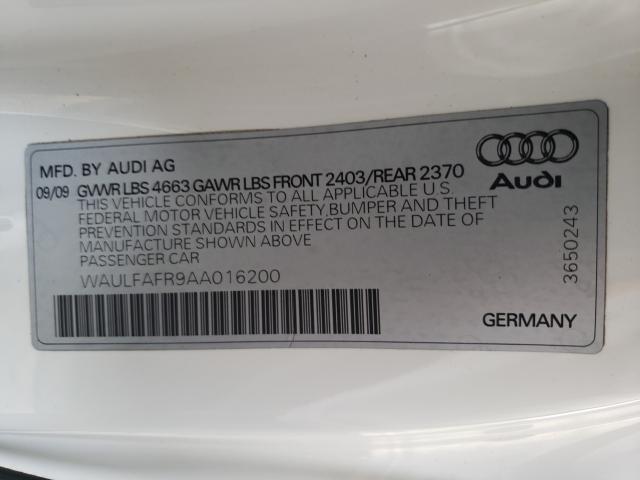 MFD. BY AUDI AG
09/09 GVWR LBS 4663 GAWR LBS FRONT 2403/REAR 2370
THIS VEHICLE CONFORMS TO ALL APPLICABLE U.S.
FEDERAL MOTOR VEHICLE SAFETY, BUMPER AND THEFT
PREVENTION STANDARDS IN EFFECT ON THE DATE OF
MANUFACTURE SHOWN ABOVE
PASSENGER CAR
WAULFAFR9AA016200
Audi
3650243
GERMANY